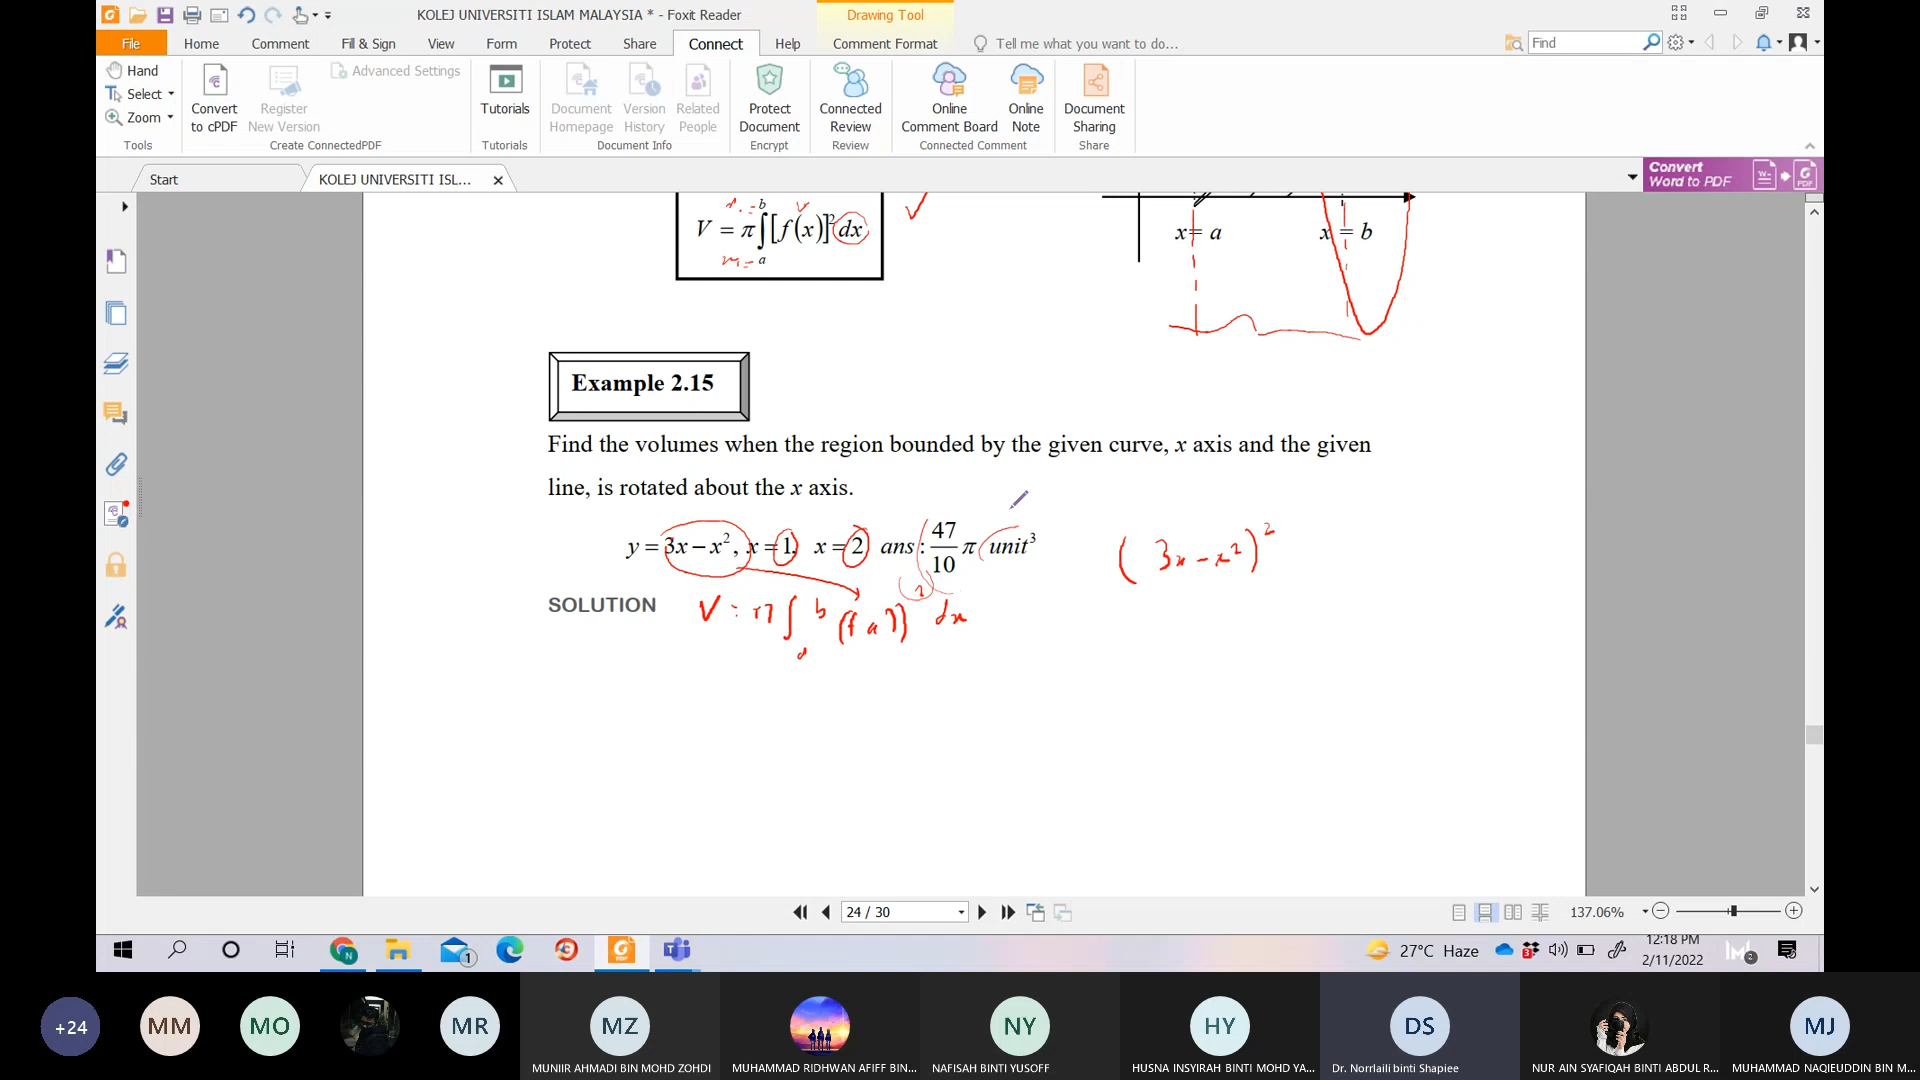 KOLEJ UNIVERSITI ISLAM MALAYSIA * - Foxit Reader
Drawing Tool
File Home Comment Fill & Sign View Form Protect Share Connect Help Comment Format Tell me what you want to do... Find
Hand
Select
Zoom
Tools
Convert to cPDF
Register New Version
Advanced Settings
Create ConnectedPDF
Tutorials
Tutorials
Document Homepage
Version History
Related People
Document Info
Protect Document
Encrypt
Connected Review
Review
Online Comment Board
Online Note
Connected Comment
Document Sharing
Share
Start
KOLEJ UNIVERSITI ISL...
Convert
Word to PDF
V = π∫ₐᵇ[f(x)]²dx
x = a
x = b
Example 2.15
Find the volumes when the region bounded by the given curve, x axis and the given
line, is rotated about the x axis.
y = 3x − x², x = 1, x = 2 ans: 47/10 π unit³
(3x − x²)²
SOLUTION
24 / 30
137.06%
1
27°C Haze
3
12:18 PM
2/11/2022
2
+24
MM
MO
MR
MZ
MUNIIR AHMADI BIN MOHD ZOHDI
MUHAMMAD RIDHWAN AFIFF BIN...
NY
NAFISAH BINTI YUSOFF
HY
HUSNA INSYIRAH BINTI MOHD YA...
DS
Dr. Norrlaili binti Shapiee
NUR AIN SYAFIQAH BINTI ABDUL R...
MJ
MUHAMMAD NAQIEUDDIN BIN M...